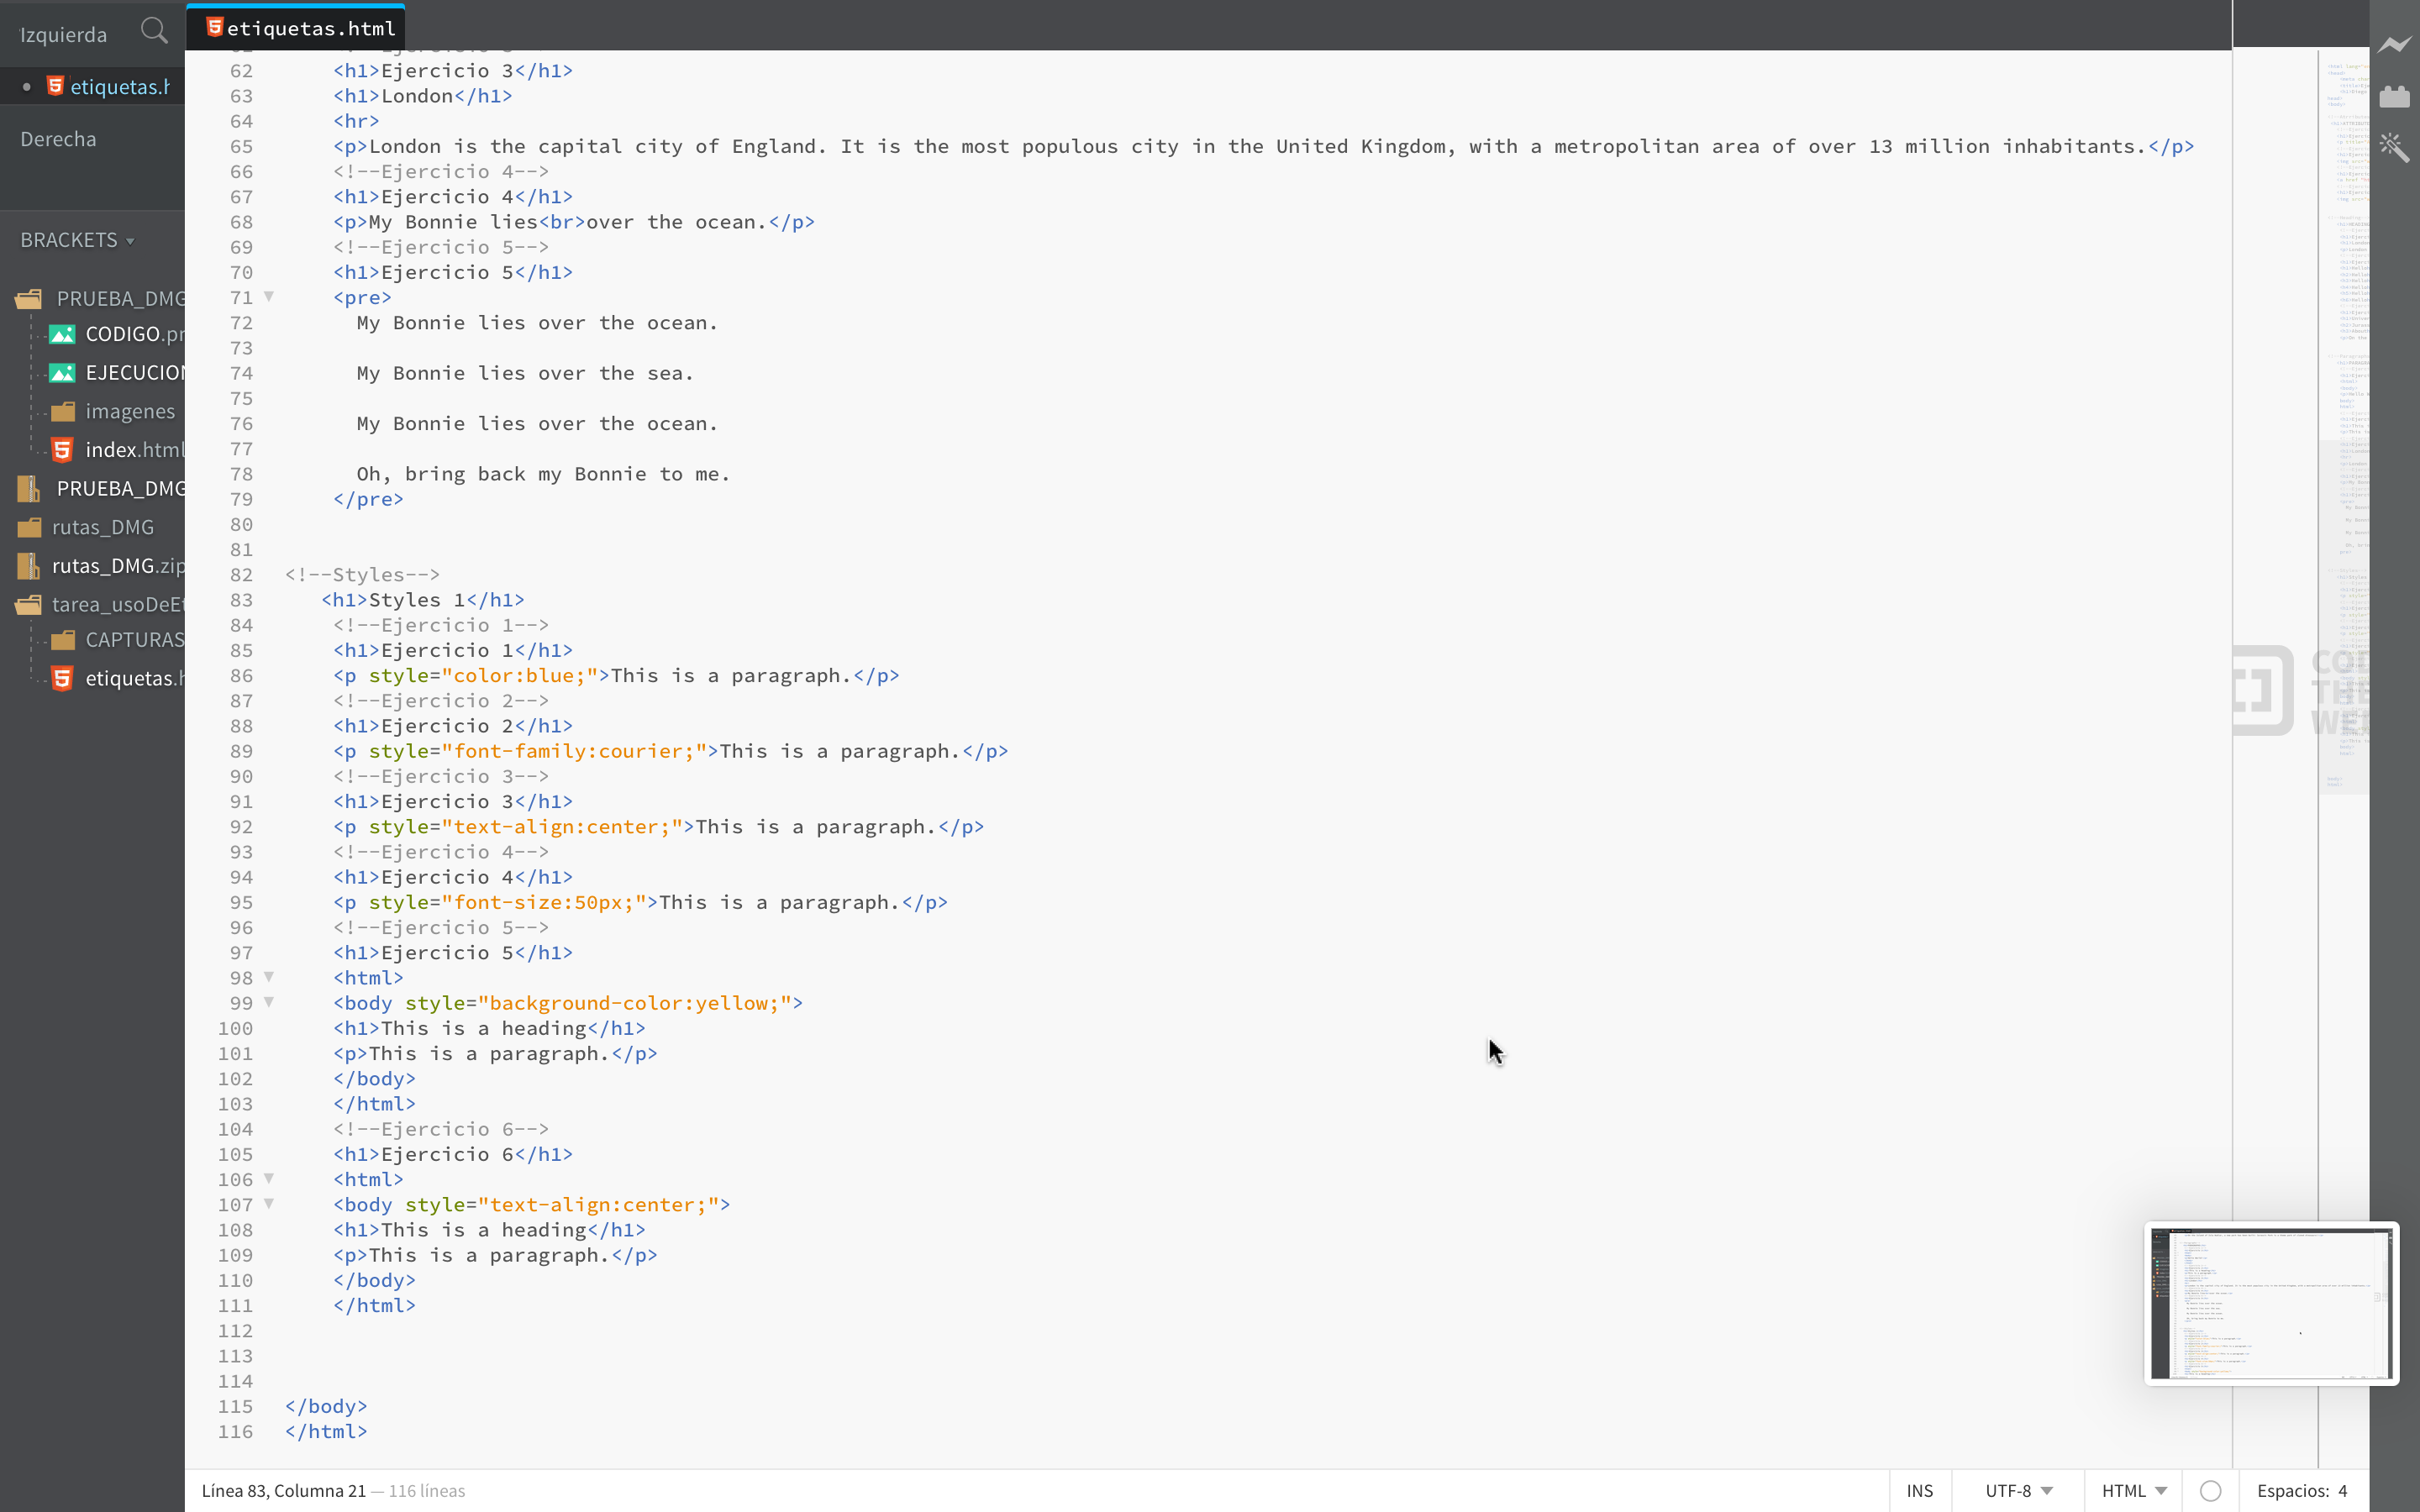 Izquierda
etiquetas.html
etiquetas.h
Derecha
BRACKETS
PRUEBA_DMG
CODIGO.pr
EJECUCION
imagenes
index.html
PRUEBA_DMG
rutas_DMG
rutas_DMG.zip
tarea_usoDeEt
CAPTURAS
etiquetas.h
62 <h1>Ejercicio 3</h1>
63 <h1>London</h1>
64 <hr>
65 <p>London is the capital city of England. It is the most populous city in the United Kingdom, with a metropolitan area of over 13 million inhabitants.</p>
66 <!--Ejercicio 4-->
67 <h1>Ejercicio 4</h1>
68 <p>My Bonnie lies<br>over the ocean.</p>
69 <!--Ejercicio 5-->
70 <h1>Ejercicio 5</h1>
71 <pre>
72 My Bonnie lies over the ocean.
73
74 My Bonnie lies over the sea.
75
76 My Bonnie lies over the ocean.
77
78 Oh, bring back my Bonnie to me.
79 </pre>
80
81
82 <!--Styles-->
83 <h1>Styles 1</h1>
84 <!--Ejercicio 1-->
85 <h1>Ejercicio 1</h1>
86 <p style="color:blue;">This is a paragraph.</p>
87 <!--Ejercicio 2-->
88 <h1>Ejercicio 2</h1>
89 <p style="font-family:courier;">This is a paragraph.</p>
90 <!--Ejercicio 3-->
91 <h1>Ejercicio 3</h1>
92 <p style="text-align:center;">This is a paragraph.</p>
93 <!--Ejercicio 4-->
94 <h1>Ejercicio 4</h1>
95 <p style="font-size:50px;">This is a paragraph.</p>
96 <!--Ejercicio 5-->
97 <h1>Ejercicio 5</h1>
98 <html>
99 <body style="background-color:yellow;">
100 <h1>This is a heading</h1>
101 <p>This is a paragraph.</p>
102 </body>
103 </html>
104 <!--Ejercicio 6-->
105 <h1>Ejercicio 6</h1>
106 <html>
107 <body style="text-align:center;">
108 <h1>This is a heading</h1>
109 <p>This is a paragraph.</p>
110 </body>
111 </html>
112
113
114
115 </body>
116 </html>
Línea 83, Columna 21 — 116 líneas
INS
UTF-8
HTML
Espacios: 4